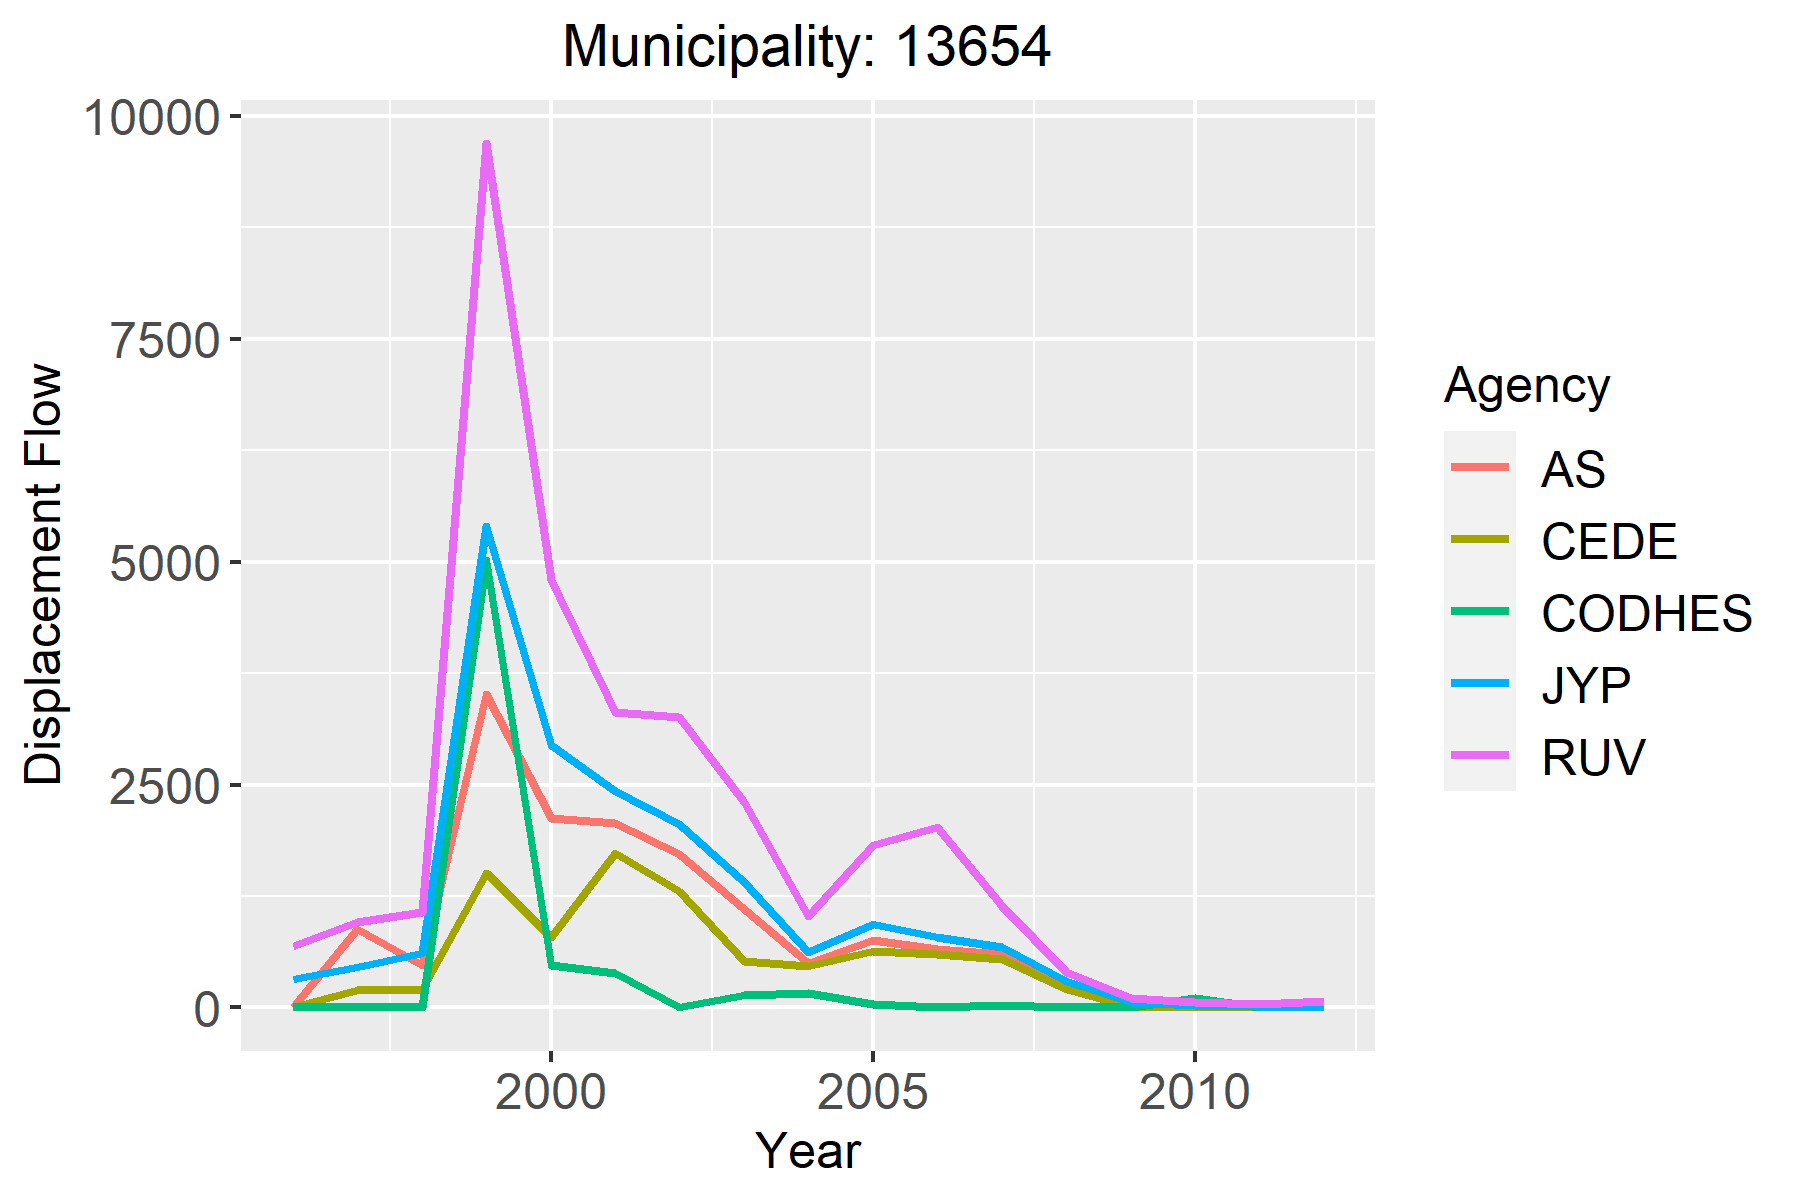 Municipality: 13654
10000
7500
5000
2500
0
Displacement Flow
2000
2005
2010
Year
Agency
AS
CEDE
CODHES
JYP
RUV